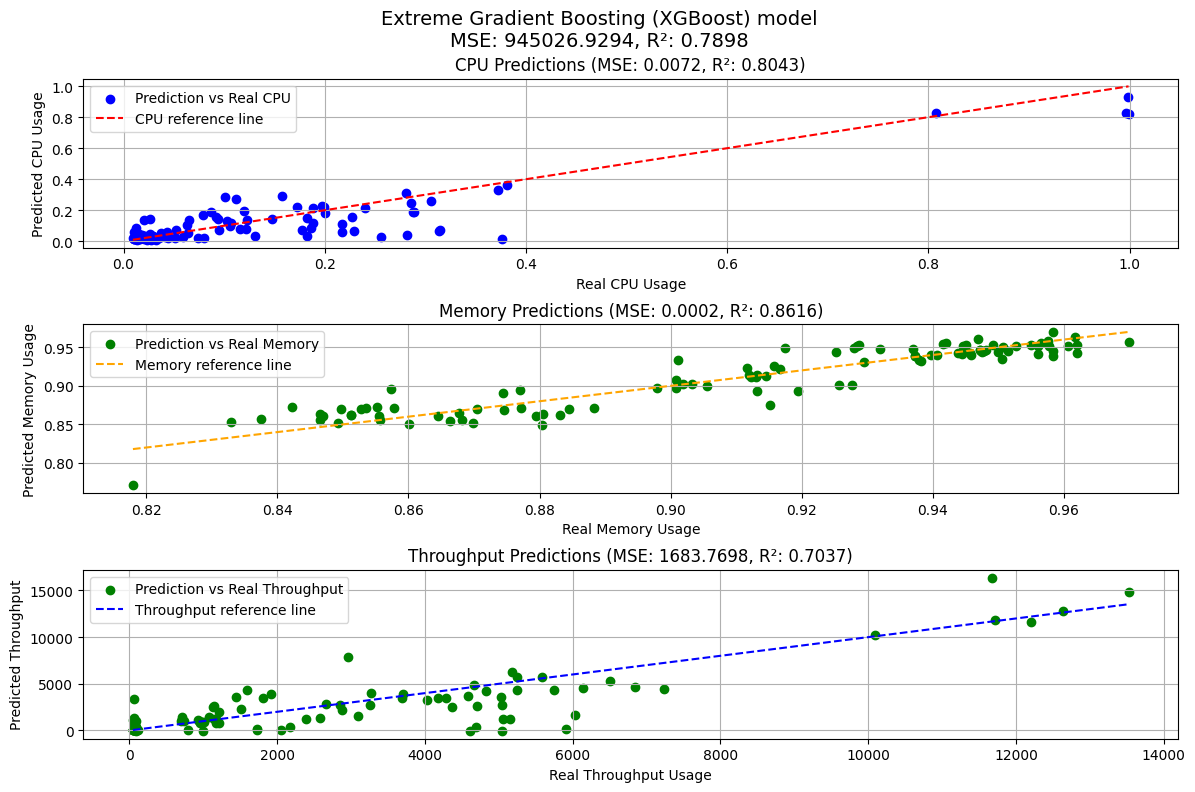 Extreme Gradient Boosting (XGBoost) model
MSE: 945026.9294, R²: 0.7898
CPU Predictions (MSE: 0.0072, R²: 0.8043)
Predicted CPU Usage
1.0
0.8
0.6
0.4
0.2
0.0
Prediction vs Real CPU
CPU reference line
0.0 0.2 0.4 0.6 0.8 1.0
Real CPU Usage
Memory Predictions (MSE: 0.0002, R²: 0.8616)
Predicted Memory Usage
0.95
0.90
0.85
0.80
Prediction vs Real Memory
Memory reference line
0.82 0.84 0.86 0.88 0.90 0.92 0.94 0.96
Real Memory Usage
Throughput Predictions (MSE: 1683.7698, R²: 0.7037)
Predicted Throughput
15000
10000
5000
0
Prediction vs Real Throughput
Throughput reference line
0 2000 4000 6000 8000 10000 12000 14000
Real Throughput Usage